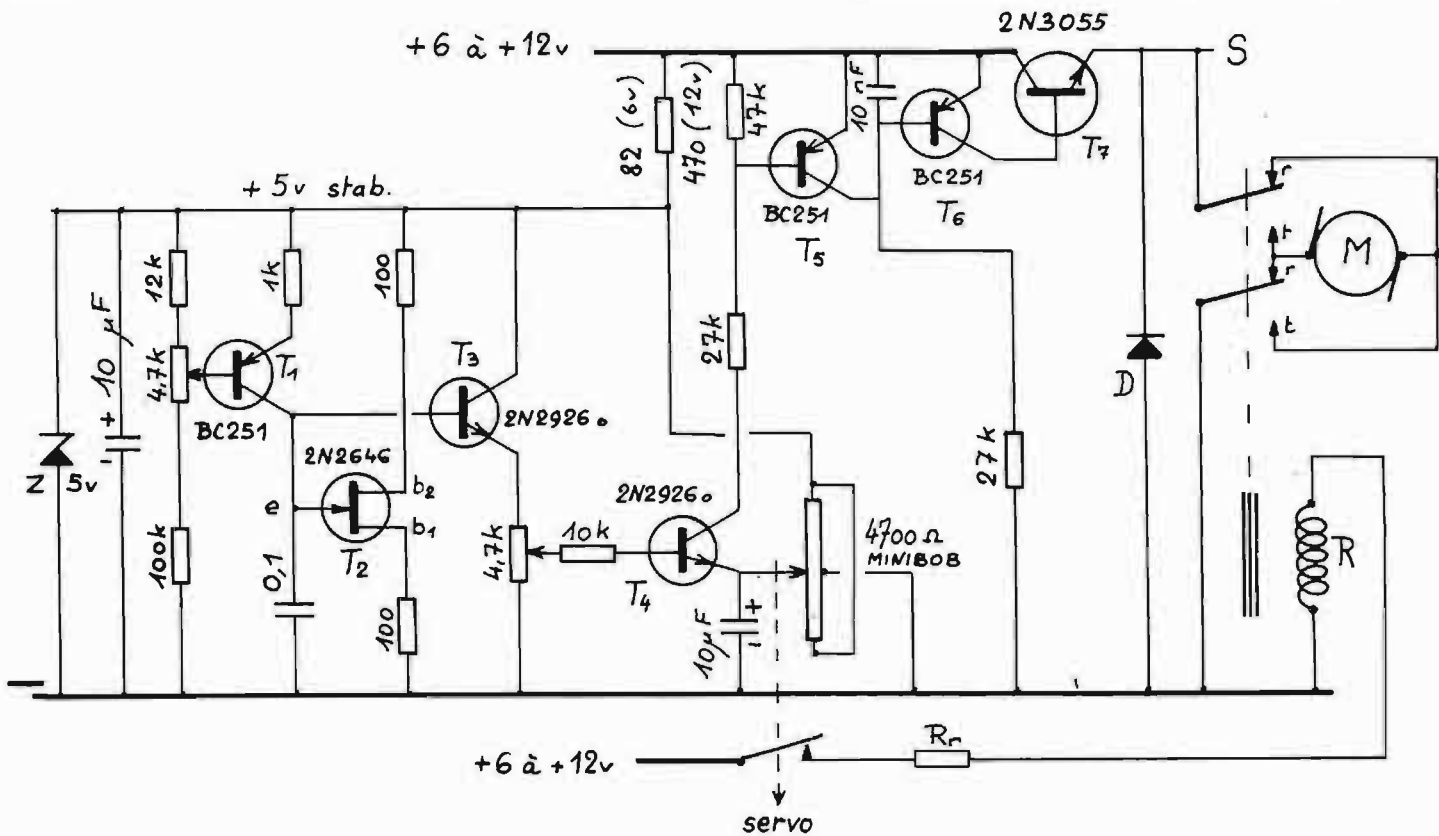 2N3055
+6 à +12v
S
82 (6v)
470 (12v)
47k
10 nF
T7
BC251
T6
BC251
T5
+ 5v stab.
r
t
r
t
M
12k
+ 10 µF -
1k
100
4,7k
T1
BC251
T3
2N2926o
27k
D
Z 5v
2N2646
e
b2
b1
T2
100k
0,1
100
4,7k
10k
2N2926o
T4
4700 Ω
MINIBOB
10µF
+
-
27k
R
-
+6 à +12v
Rr
servo